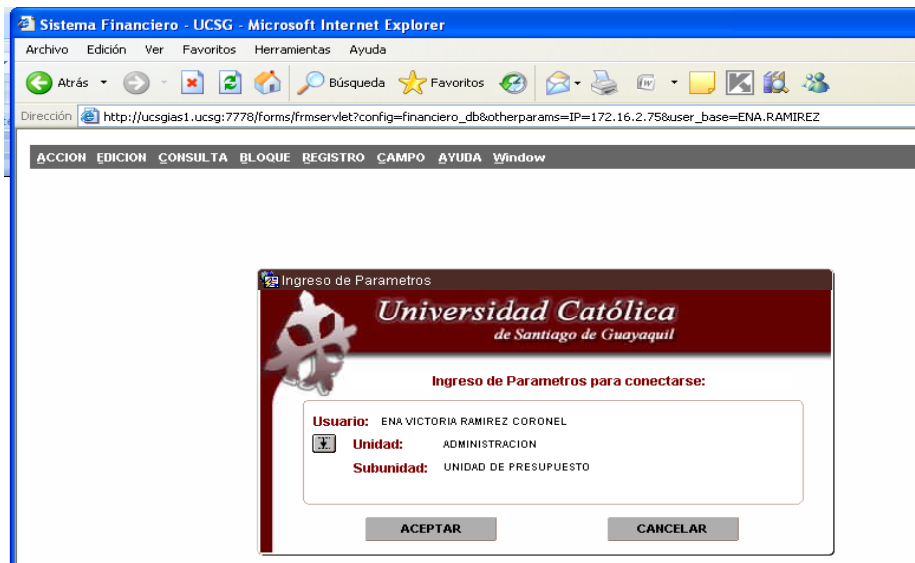 Sistema Financiero - UCSG - Microsoft Internet Explorer
Archivo Edición Ver Favoritos Herramientas Ayuda
Atrás Búsqueda Favoritos
Dirección http://ucsgias1.ucsg:7778/forms/frmservlet?config=financiero_db&otherparams=IP=172.16.2.75&user_base=ENA.RAMIREZ
ACCION EDICION CONSULTA BLOQUE REGISTRO CAMPO AYUDA Window
Ingreso de Parametros
Universidad Católica
de Santiago de Guayaquil
Ingreso de Parametros para conectarse:
Usuario: ENA VICTORIA RAMIREZ CORONEL
Unidad: ADMINISTRACION
Subunidad: UNIDAD DE PRESUPUESTO
ACEPTAR CANCELAR